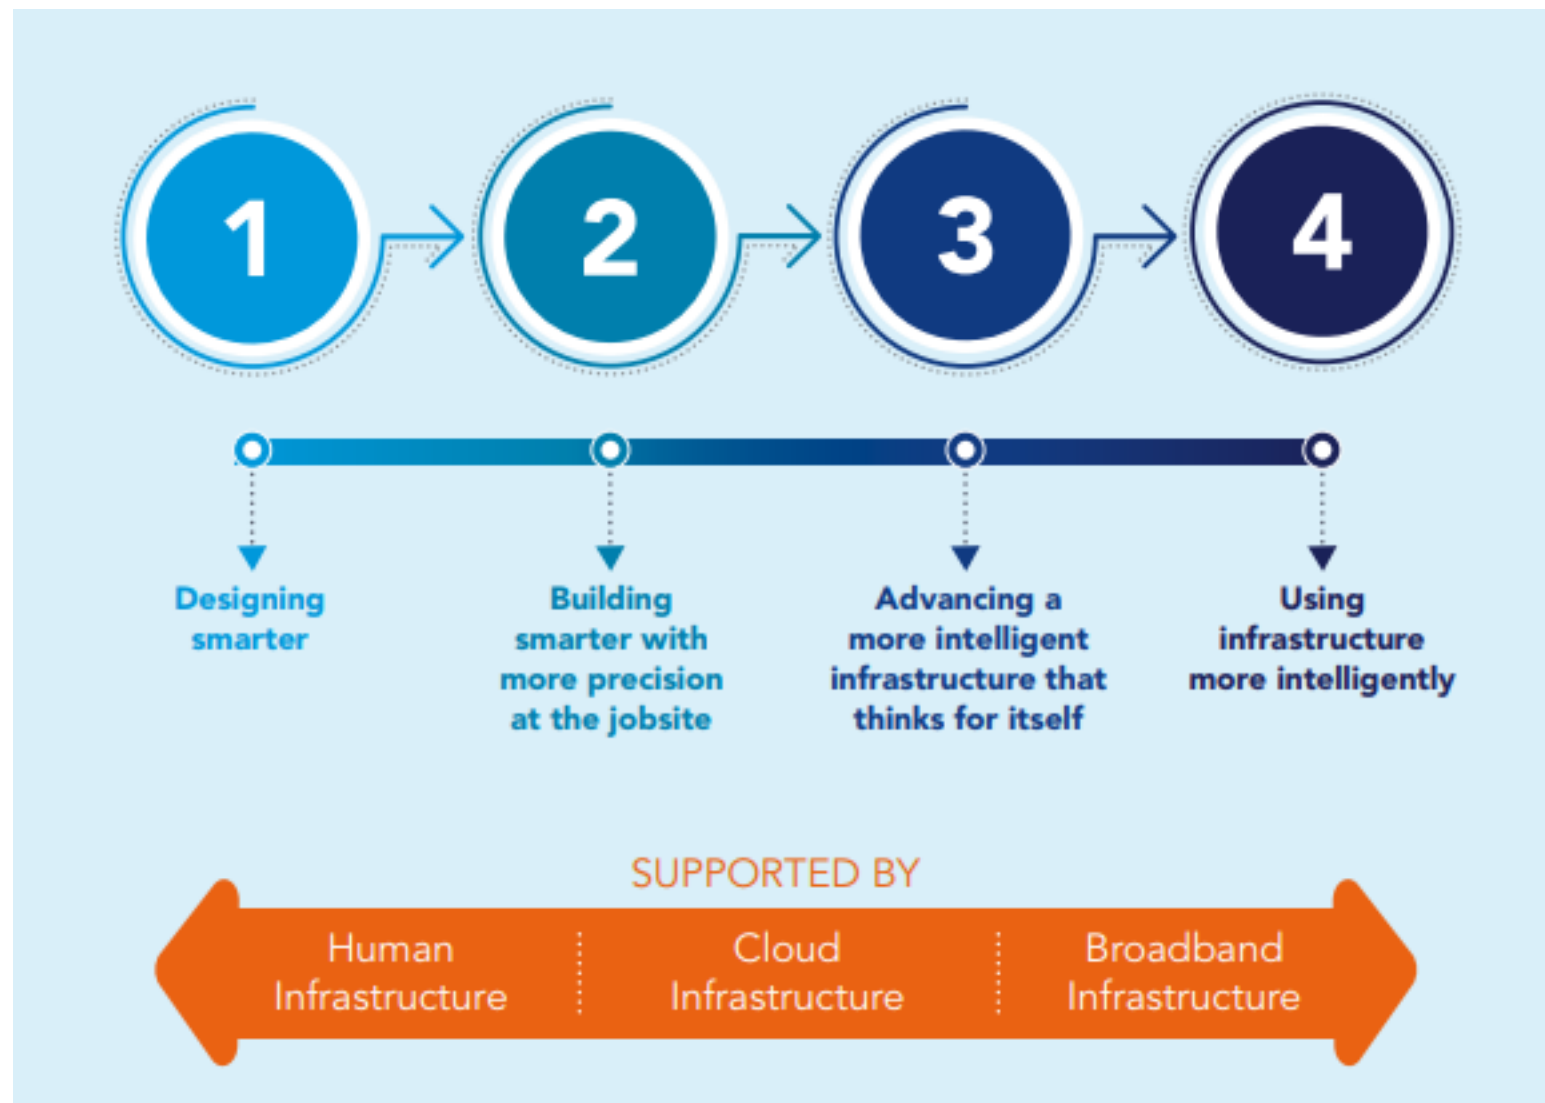 1
2
3
4
Designing
smarter
Building
smarter with
more precision
at the jobsite
Advancing a
more intelligent
infrastructure that
thinks for itself
Using
infrastructure
more intelligently
SUPPORTED BY
Human
Infrastructure
Cloud
Infrastructure
Broadband
Infrastructure